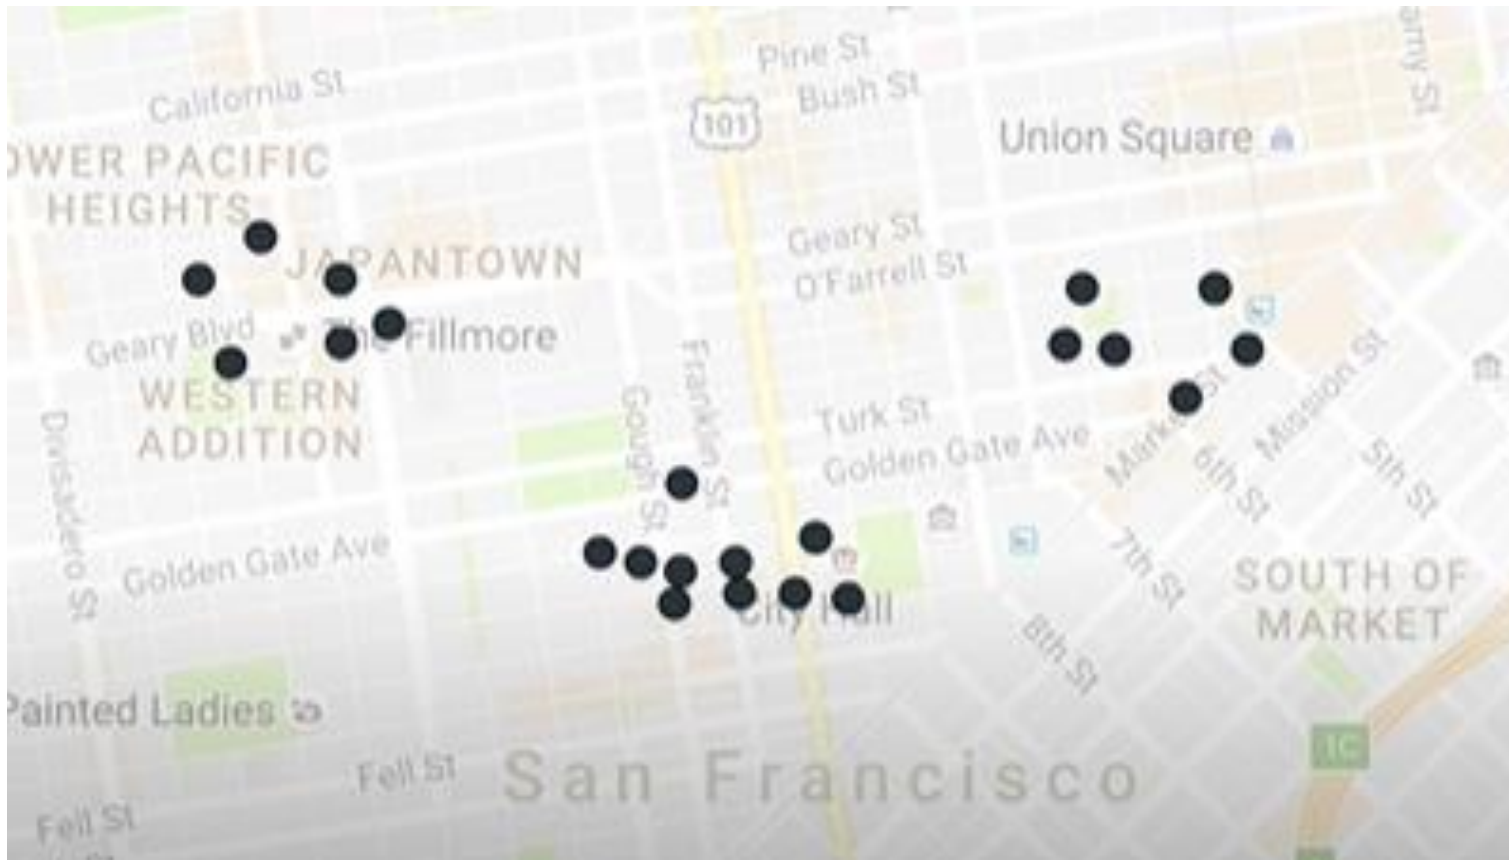 California St
Pine St
Bush St
101
Union Square
OWER PACIFIC
HEIGHTS
JAPANTOWN
Geary St
O'Farrell St
Geary Blvd
The Fillmore
WESTERN
ADDITION
Divisadero St
Gough St
Franklin St
Turk St
Golden Gate Ave
Market St
Mission St
6th St
5th St
7th St
8th St
Golden Gate Ave
City Hall
SOUTH OF
MARKET
Painted Ladies
1C
Fell St
San Francisco
Fell St